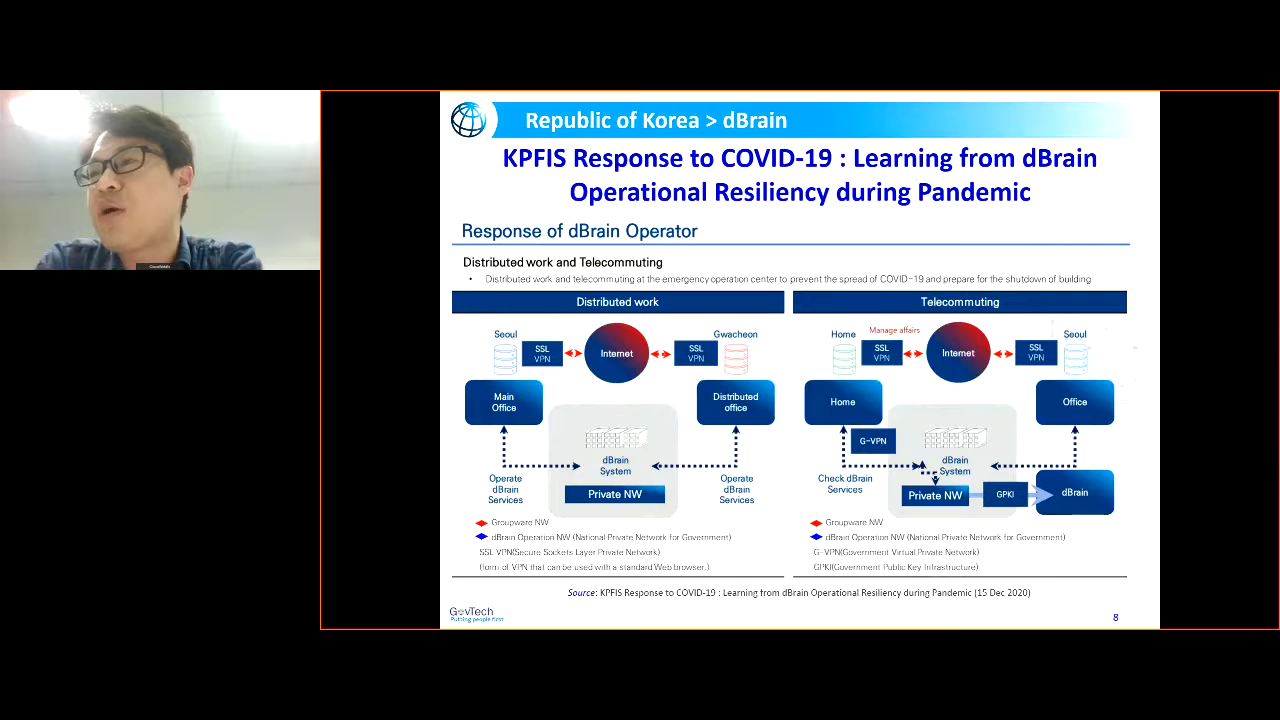 Republic of Korea > dBrain
KPFIS Response to COVID-19 : Learning from dBrain
Operational Resiliency during Pandemic
Response of dBrain Operator
Distributed work and Telecommuting
• Distributed work and telecommuting at the emergency operation center to prevent the spread of COVID-19 and prepare for the shutdown of building.
Distributed work
Seoul
SSL
VPN
Internet
SSL
VPN
Gwacheon
Main
Office
Distributed
office
dBrain
System
Private NW
Operate
dBrain
Services
Operate
dBrain
Services
Groupware NW
dBrain Operation NW (National Private Network for Government)
SSL VPN(Secure Sockets Layer Private Network)
(form of VPN that can be used with a standard Web browser.)
Telecommuting
Home
Manage affairs
SSL
VPN
Internet
SSL
VPN
Seoul
Home
Office
G-VPN
dBrain
System
Check dBrain
Services
Private NW
GPKI
dBrain
Groupware NW
dBrain Operation NW (National Private Network for Government)
G-VPN(Government Virtual Private Network)
GPKI(Government Public Key Infrastructure)
Source: KPFIS Response to COVID-19 : Learning from dBrain Operational Resiliency during Pandemic (15 Dec 2020)
GovTech
Putting people first
8